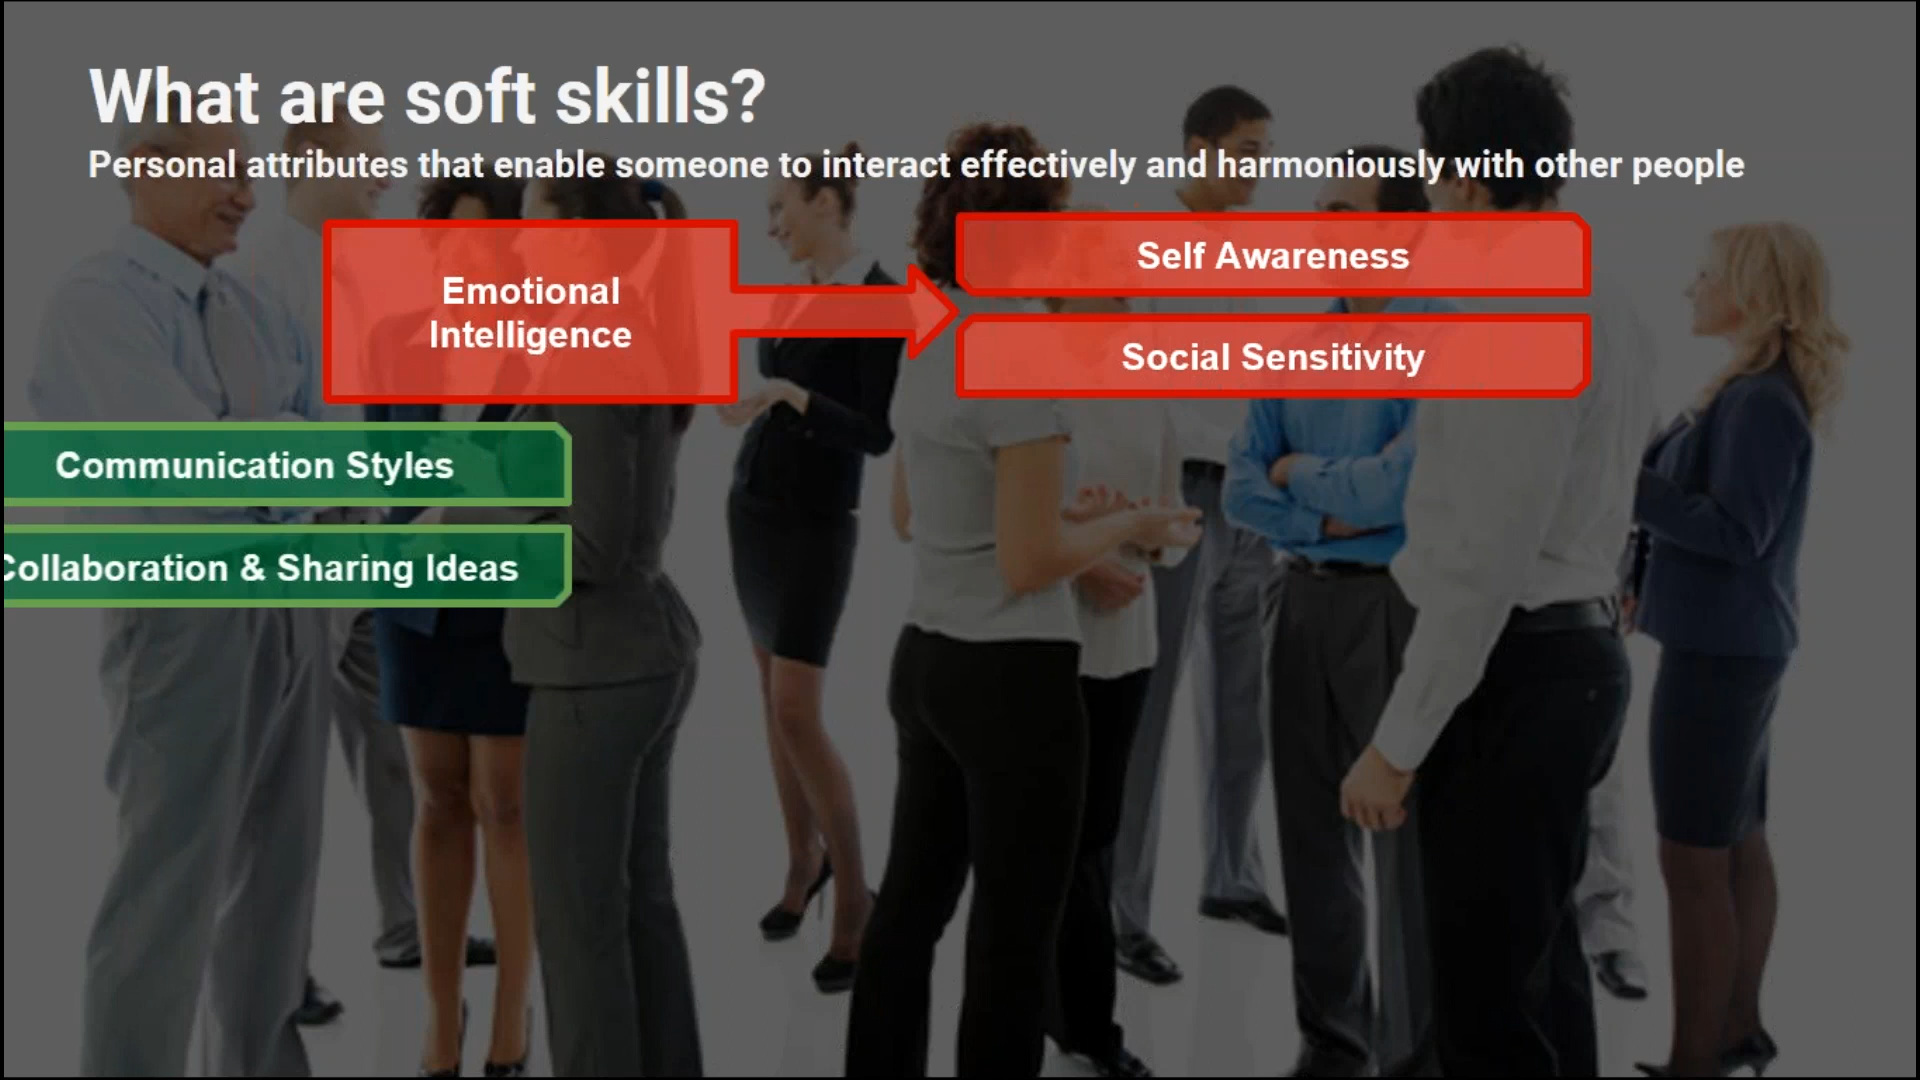 What are soft skills?
Personal attributes that enable someone to interact effectively and harmoniously with other people
Emotional
Intelligence
Self Awareness
Social Sensitivity
Communication Styles
Collaboration & Sharing Ideas